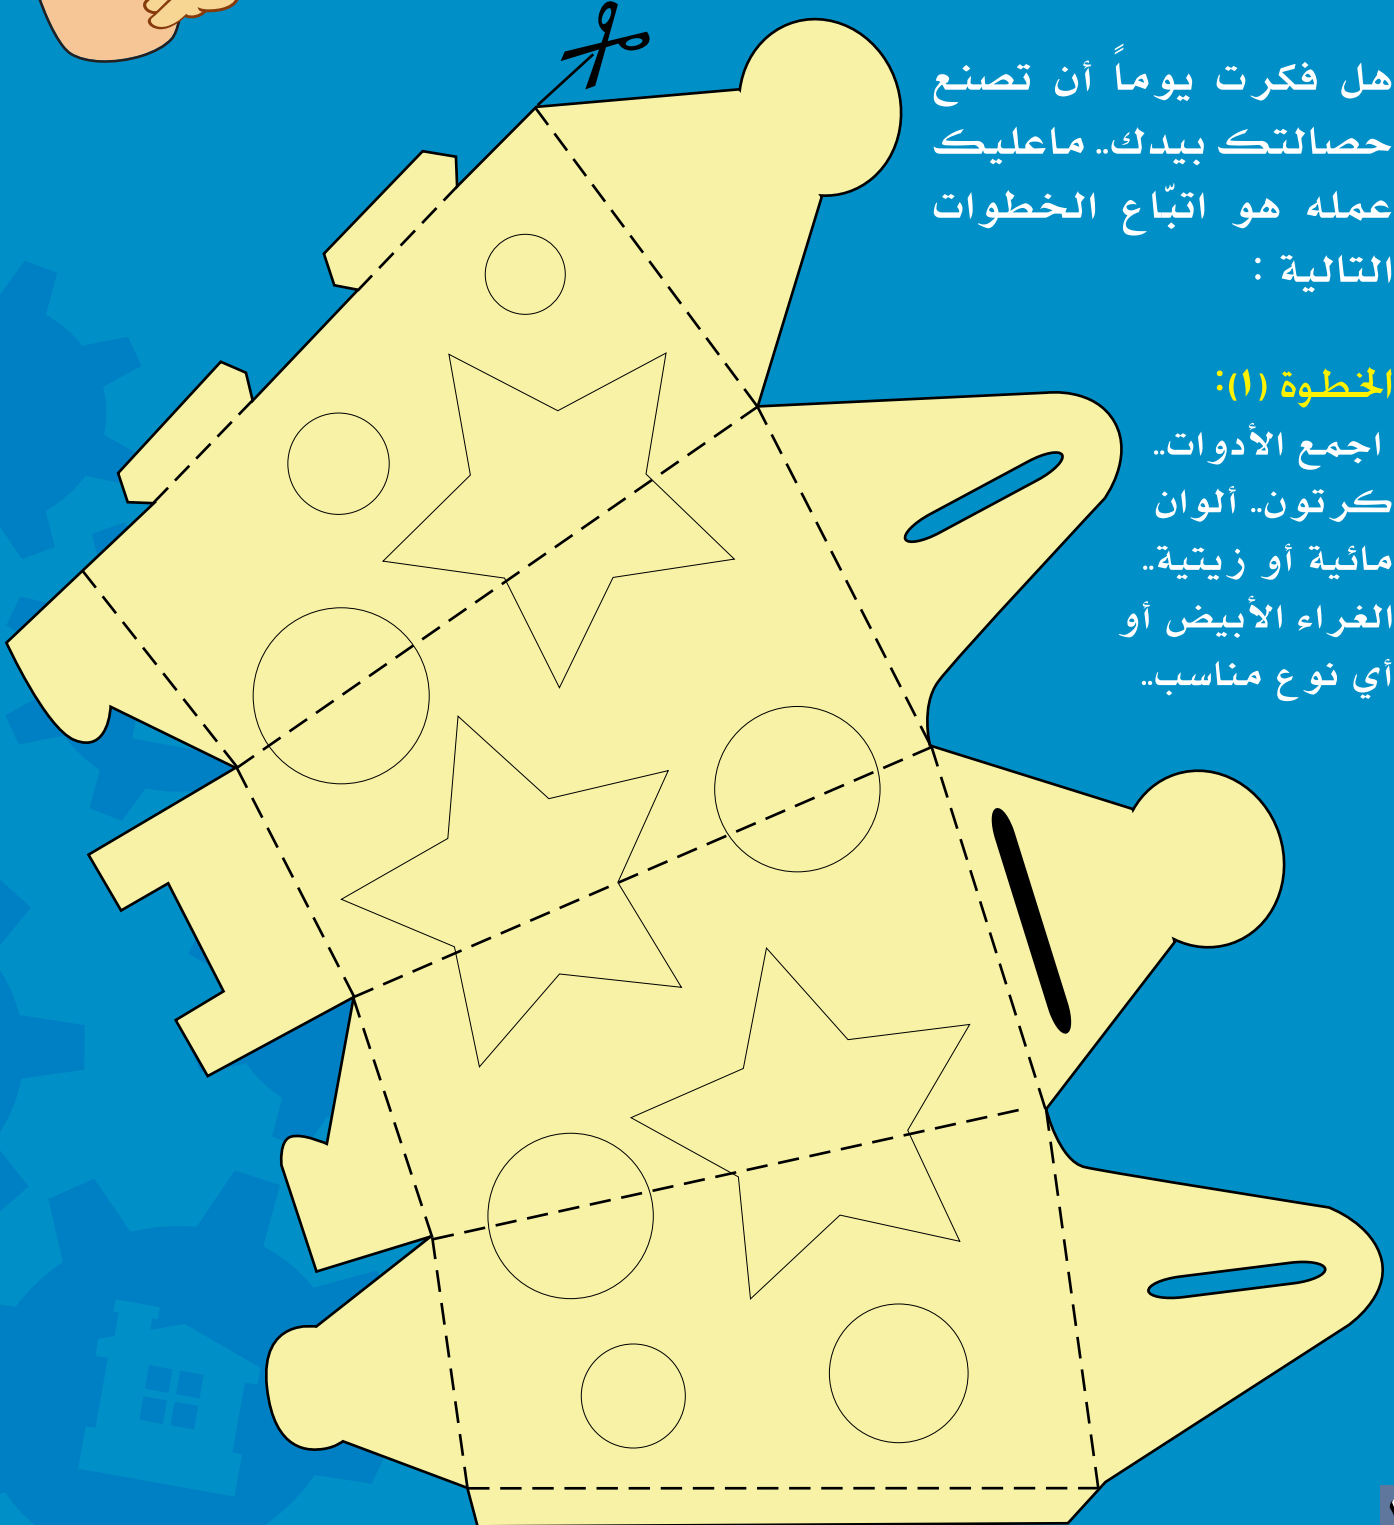 هل فكرت يوماً أن تصنع
حصالتك بيدك.. ماعليك
عمله هو اتبّاع الخطوات
التالية :
الخطوة (١):
اجمع الأدوات..
كرتون.. ألوان
مائية أو زيتية..
الغراء الأبيض أو
أي نوع مناسب..